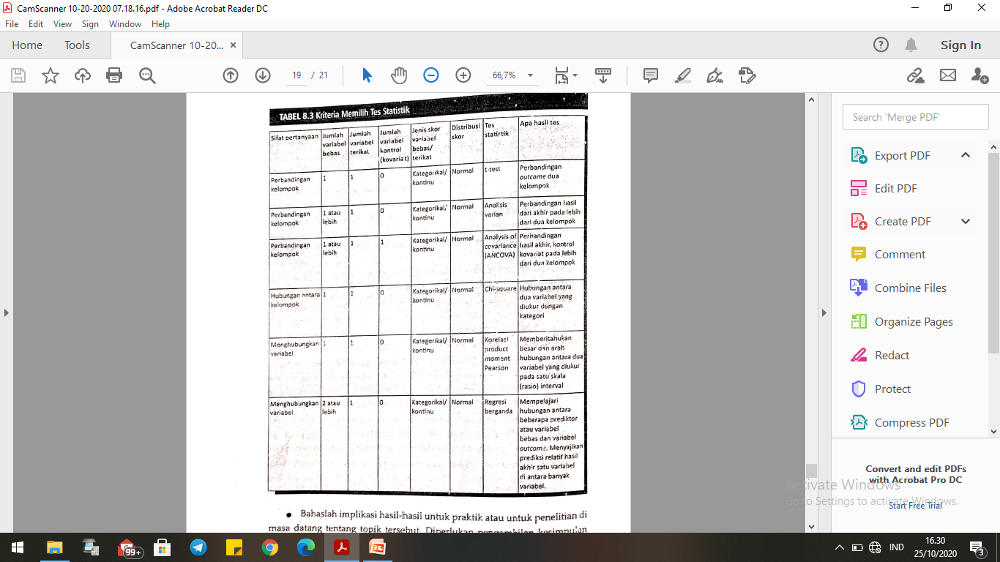 CamScanner 10-20-2020 07.18.16.pdf - Adobe Acrobat Reader DC
File Edit View Sign Window Help
Home Tools CamScanner 10-20... ×
Sign In
19 / 21
66,7%
TABEL 8.3 Kriteria Memilih Tes Statistik
Sifat pertanyaan
Jumlah
variabel
bebas
Jumlah
variabel
terikat
Jumlah
variabel
kontrol
(kovariat)
Jenis skor
variabel
bebas/
terikat
Distribusi
skor
Tes
statistik
Apa hasil tes
Perbandingan
kelompok
1
1
0
Kategorikal/
kontinu
Normal
t-test
Perbandingan
outcome dua
kelompok
Perbandingan
kelompok
1 atau
lebih
1
0
Kategorikal/
kontinu
Normal
Analisis
varian
Perbandingan hasil
dari akhir pada lebih
dari dua kelompok
Perbandingan
kelompok
1 atau
lebih
1
1
Kategorikal/
kontinu
Normal
Analysis of
covariance
(ANCOVA)
Perbandingan
hasil akhir, kontrol
kovariat pada lebih
dari dua kelompok
Hubungan antara
kelompok
1
1
0
Kategorikal/
kontinu
Normal
Chi-square
Hubungan antara
dua variabel yang
diukur dengan
kategori
Menghubungkan
variabel
1
1
0
Kategorikal/
kontinu
Normal
Korelasi
product
moment
Pearson
Memberitahukan
besar dan arah
hubungan antara dua
variabel yang diukur
pada satu skala
(rasio) interval
Menghubungkan
variabel
2 atau
lebih
1
0
Kategorikal/
kontinu
Normal
Regresi
berganda
Mempelajari
hubungan antara
beberapa prediktor
atau variabel
bebas dan variabel
outcome. Menyajikan
prediksi relatif hasil
akhir satu variabel
di antara banyak
variabel.
• Bahaslah implikasi hasil-hasil untuk praktik atau untuk penelitian di
masa datang tentang topik tersebut. Diperlukan pengambilan kesimpulan
Search 'Merge PDF'
Export PDF
Edit PDF
Create PDF
Comment
Combine Files
Organize Pages
Redact
Protect
Compress PDF
Convert and edit PDFs
with Acrobat Pro DC
Start Free Trial
Activate Windows
Go to Settings to activate Windows.
99+
IND
16.30
25/10/2020
3